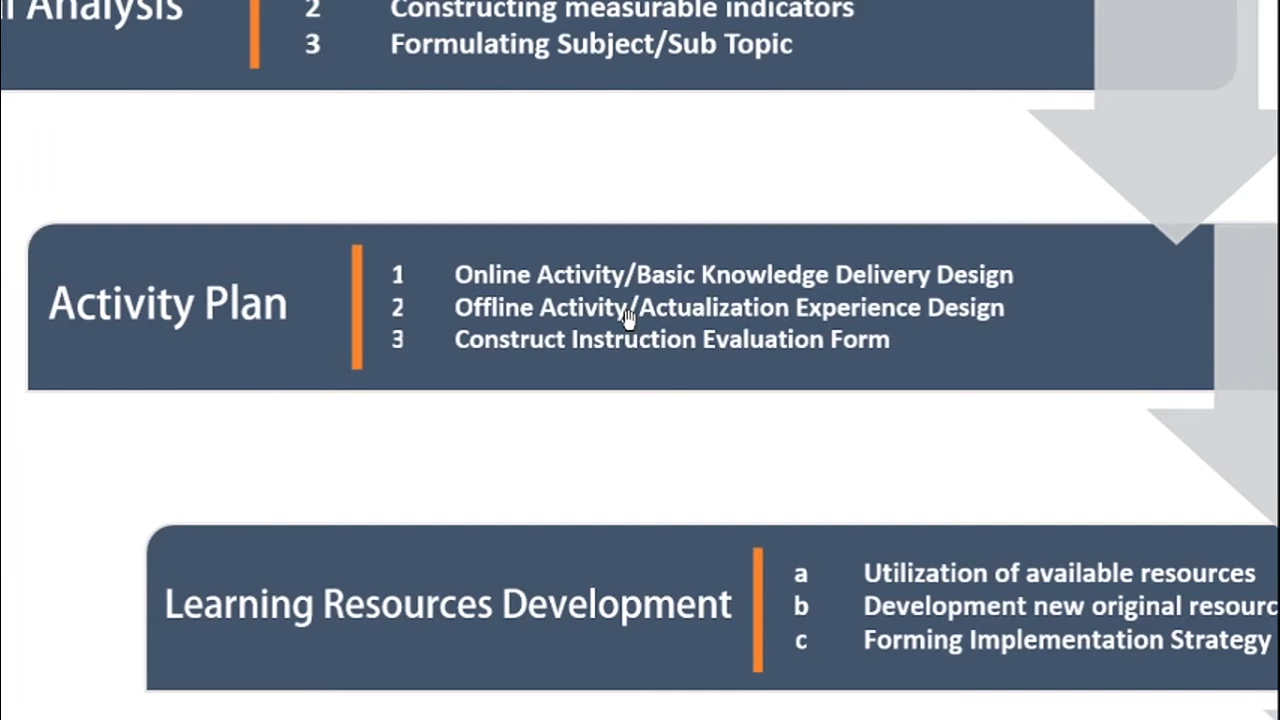 Analysis
2 Constructing measurable indicators
3 Formulating Subject/Sub Topic
Activity Plan
1 Online Activity/Basic Knowledge Delivery Design
2 Offline Activity/Actualization Experience Design
3 Construct Instruction Evaluation Form
Learning Resources Development
a Utilization of available resources
b Development new original resourc
c Forming Implementation Strategy